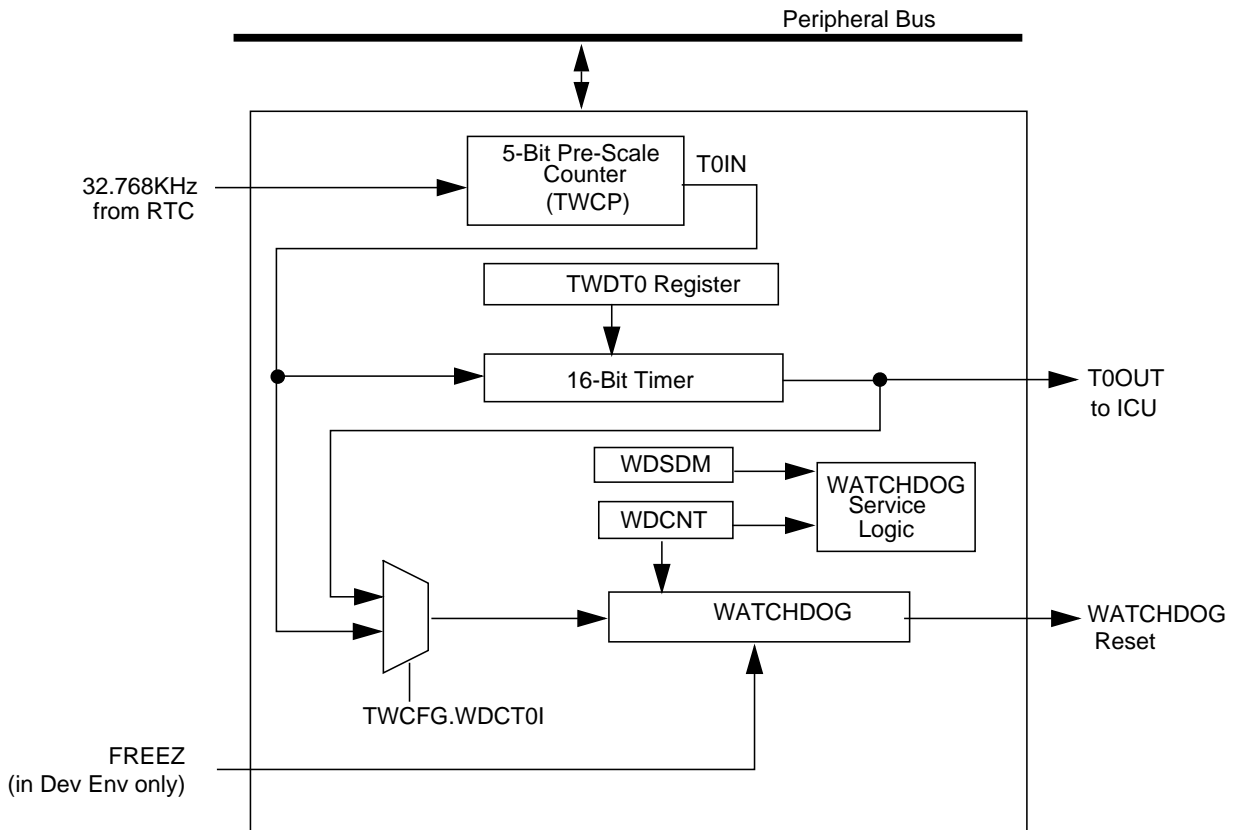 Peripheral Bus
5-Bit Pre-Scale
Counter
(TWCP)
T0IN
32.768KHz
from RTC
TWDT0 Register
16-Bit Timer
T0OUT
to ICU
WDSDM
WATCHDOG
Service
Logic
WDCNT
WATCHDOG
WATCHDOG
Reset
TWCFG.WDCT0I
FREEZ
(in Dev Env only)